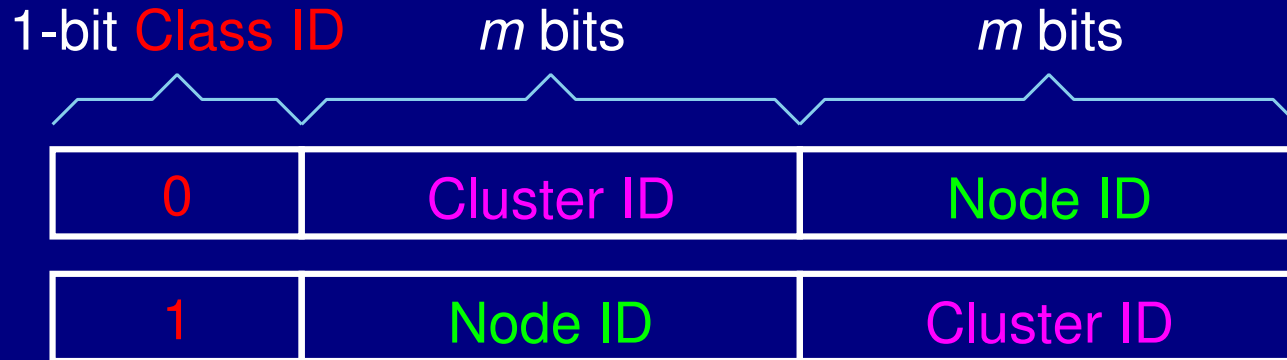 1-bit Class ID m bits m bits
0 Cluster ID Node ID
1 Node ID Cluster ID